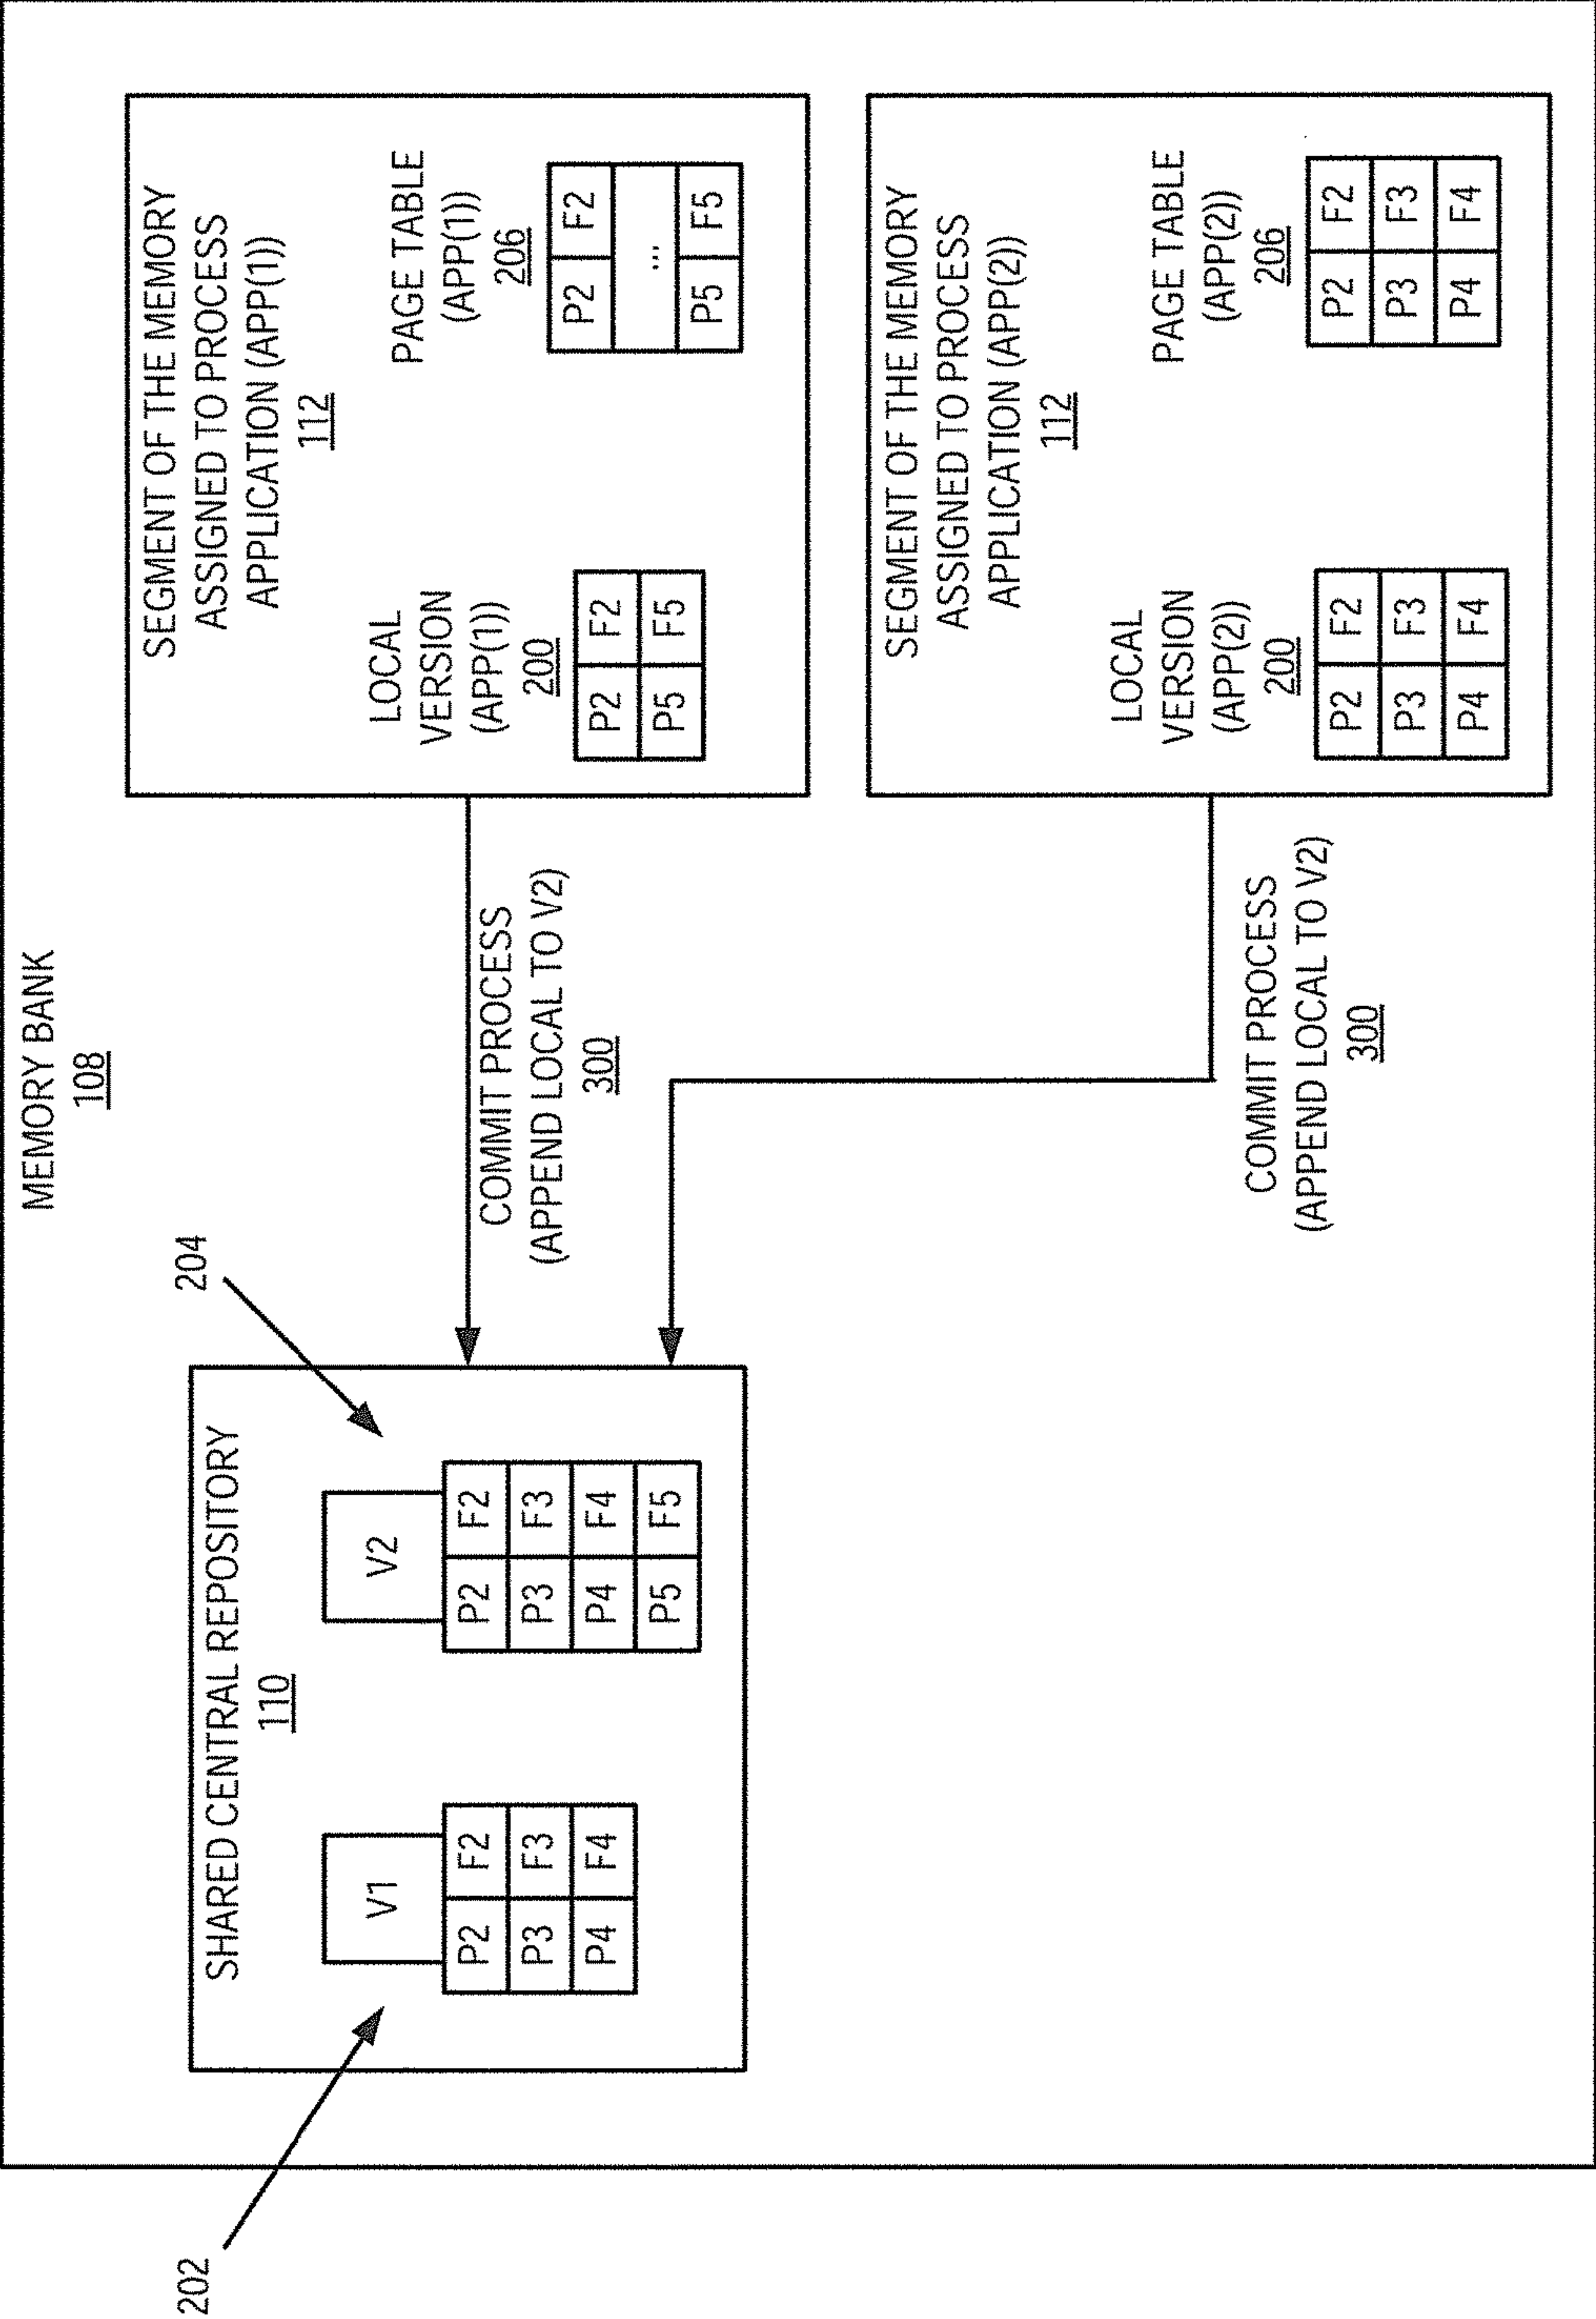 MEMORY BANK
108
202
204
SHARED CENTRAL REPOSITORY
110
V1
P2 F2
P3 F3
P4 F4
V2
P2 F2
P3 F3
P4 F4
P5 F5
COMMIT PROCESS
(APPEND LOCAL TO V2)
300
COMMIT PROCESS
(APPEND LOCAL TO V2)
300
SEGMENT OF THE MEMORY
ASSIGNED TO PROCESS
APPLICATION (APP(1))
112
LOCAL
VERSION
(APP(1))
200
P2 F2
P5 F5
PAGE TABLE
(APP(1))
206
P2 F2
...
P5 F5
SEGMENT OF THE MEMORY
ASSIGNED TO PROCESS
APPLICATION (APP(2))
112
LOCAL
VERSION
(APP(2))
200
P2 F2
P3 F3
P4 F4
PAGE TABLE
(APP(2))
206
P2 F2
P3 F3
P4 F4